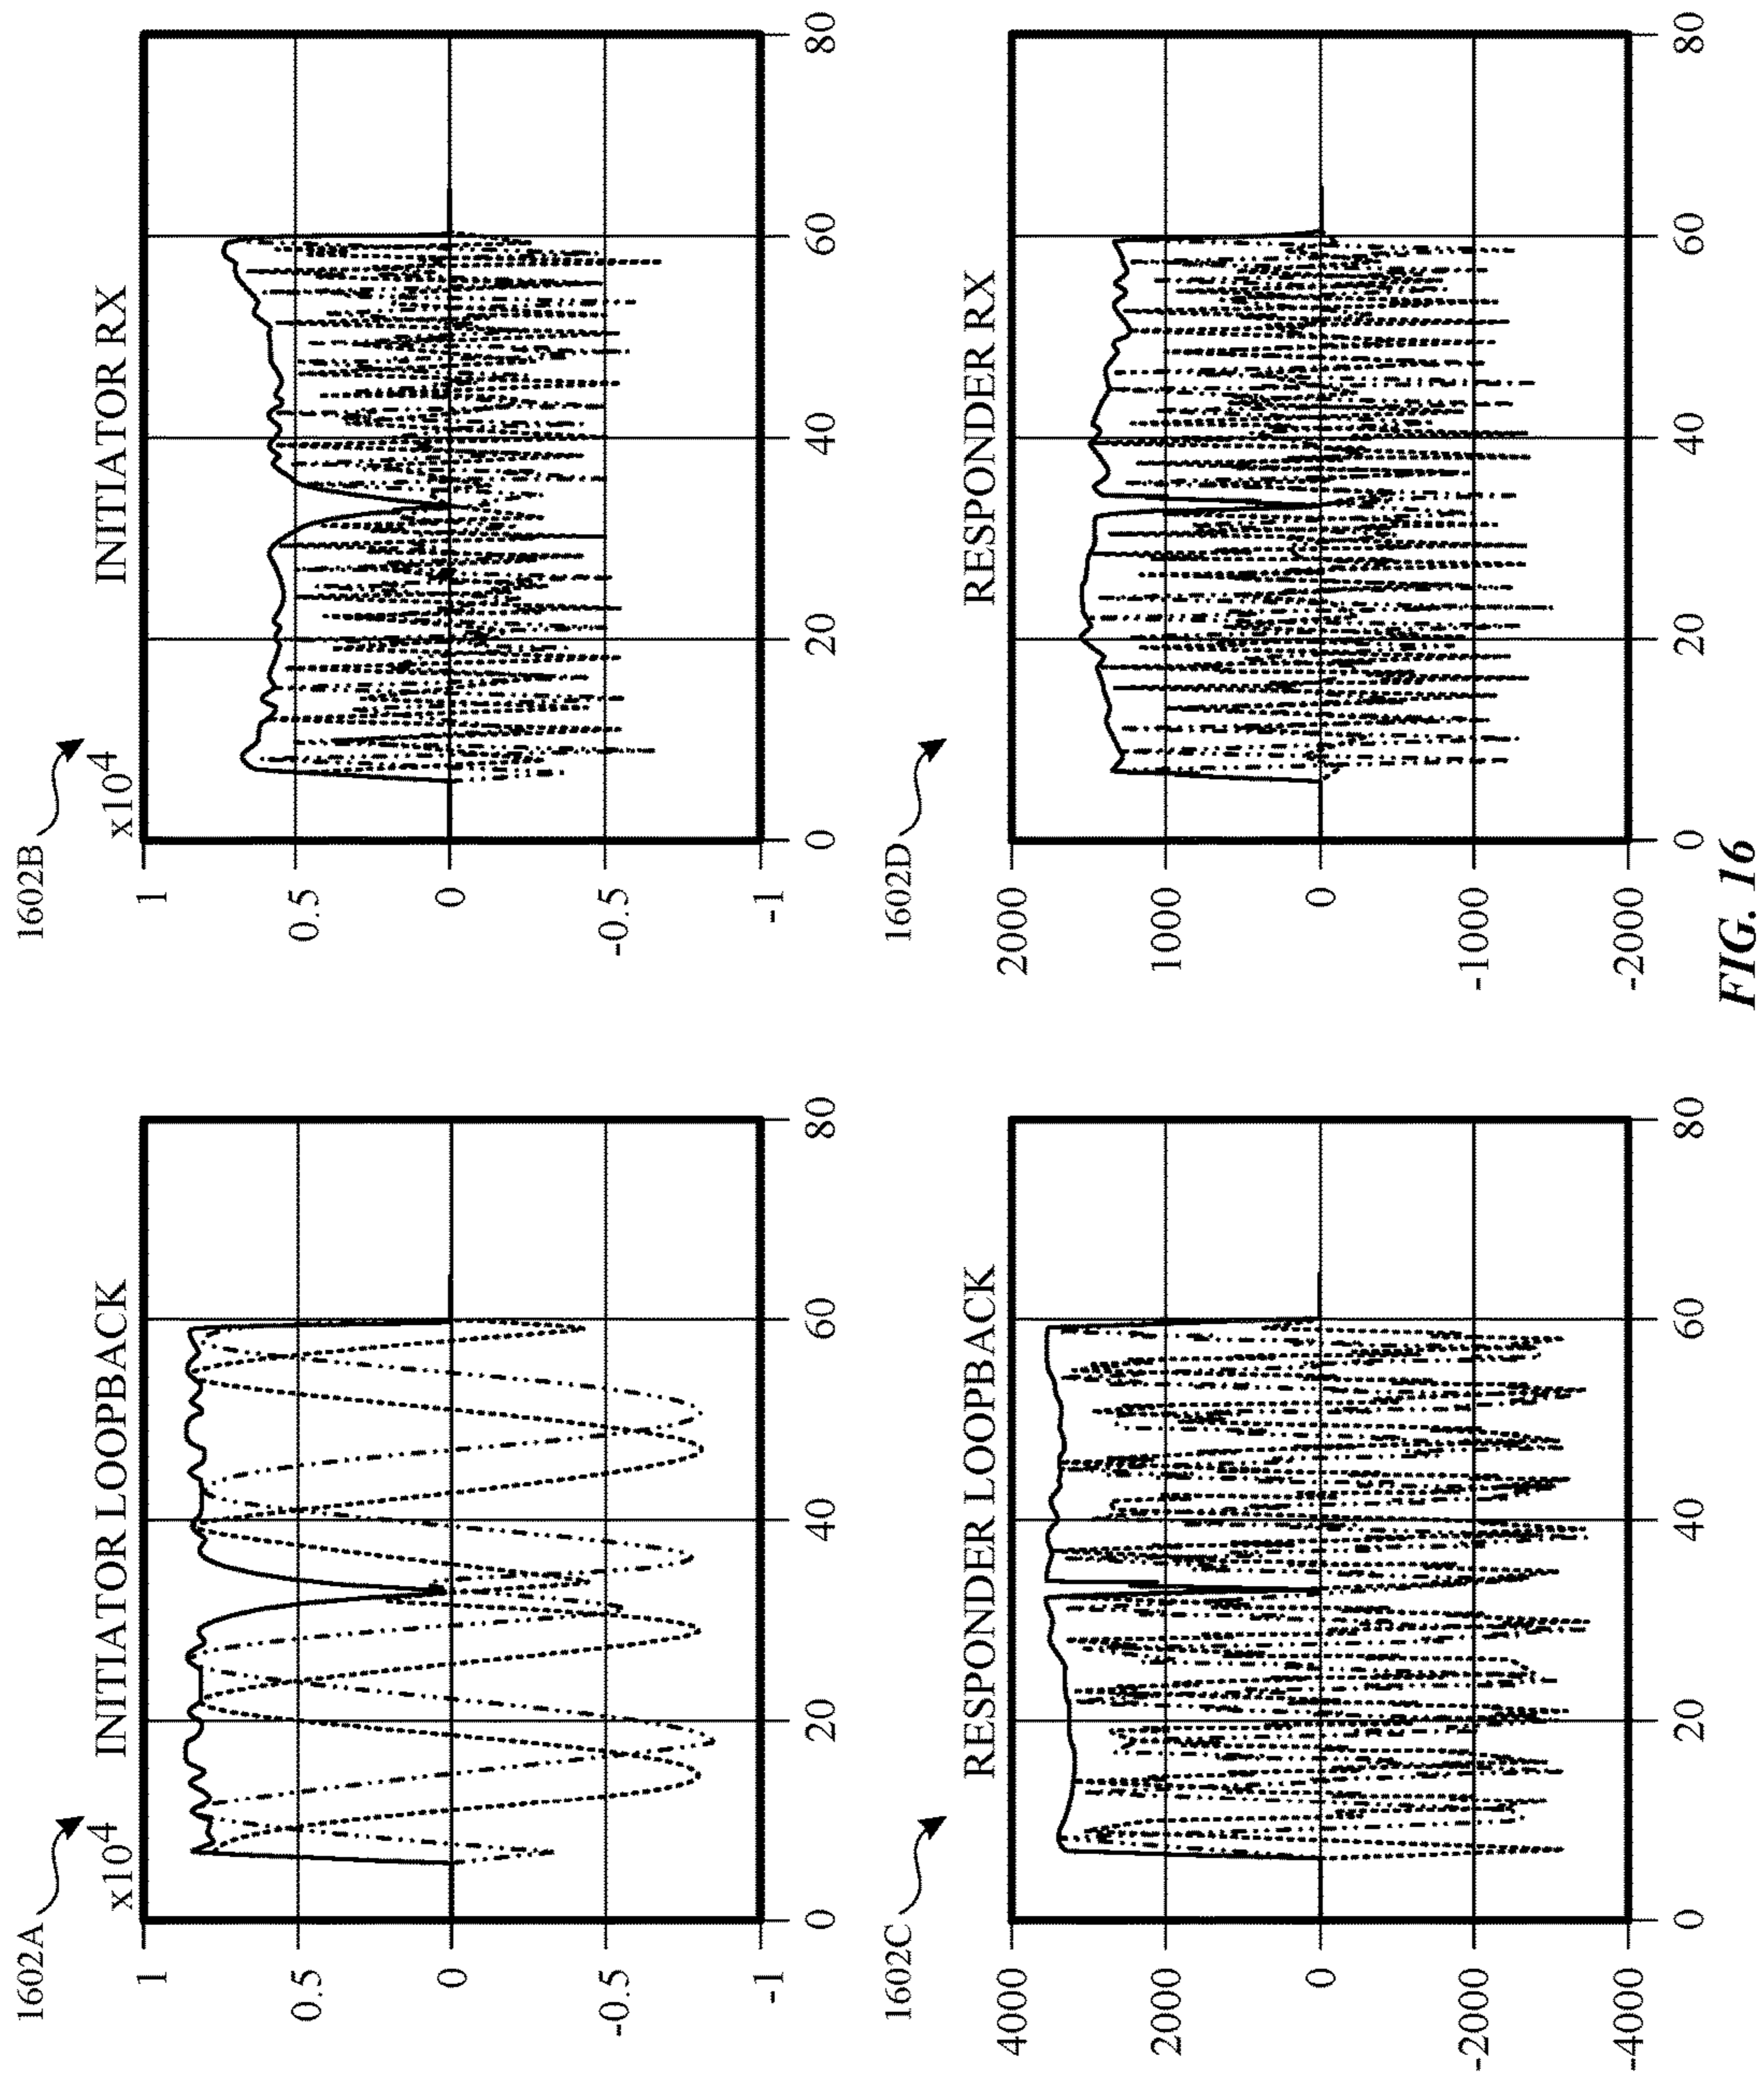 1602A
x10⁴
INITIATOR LOOPBACK
1
0.5
0
-0.5
-1
0 20 40 60 80
1602B
x10⁴
INITIATOR RX
1
0.5
0
-0.5
-1
0 20 40 60 80
1602C
RESPONDER LOOPBACK
4000
2000
0
-2000
-4000
0 20 40 60 80
1602D
RESPONDER RX
2000
1000
0
-1000
-2000
0 20 40 60 80
FIG. 16